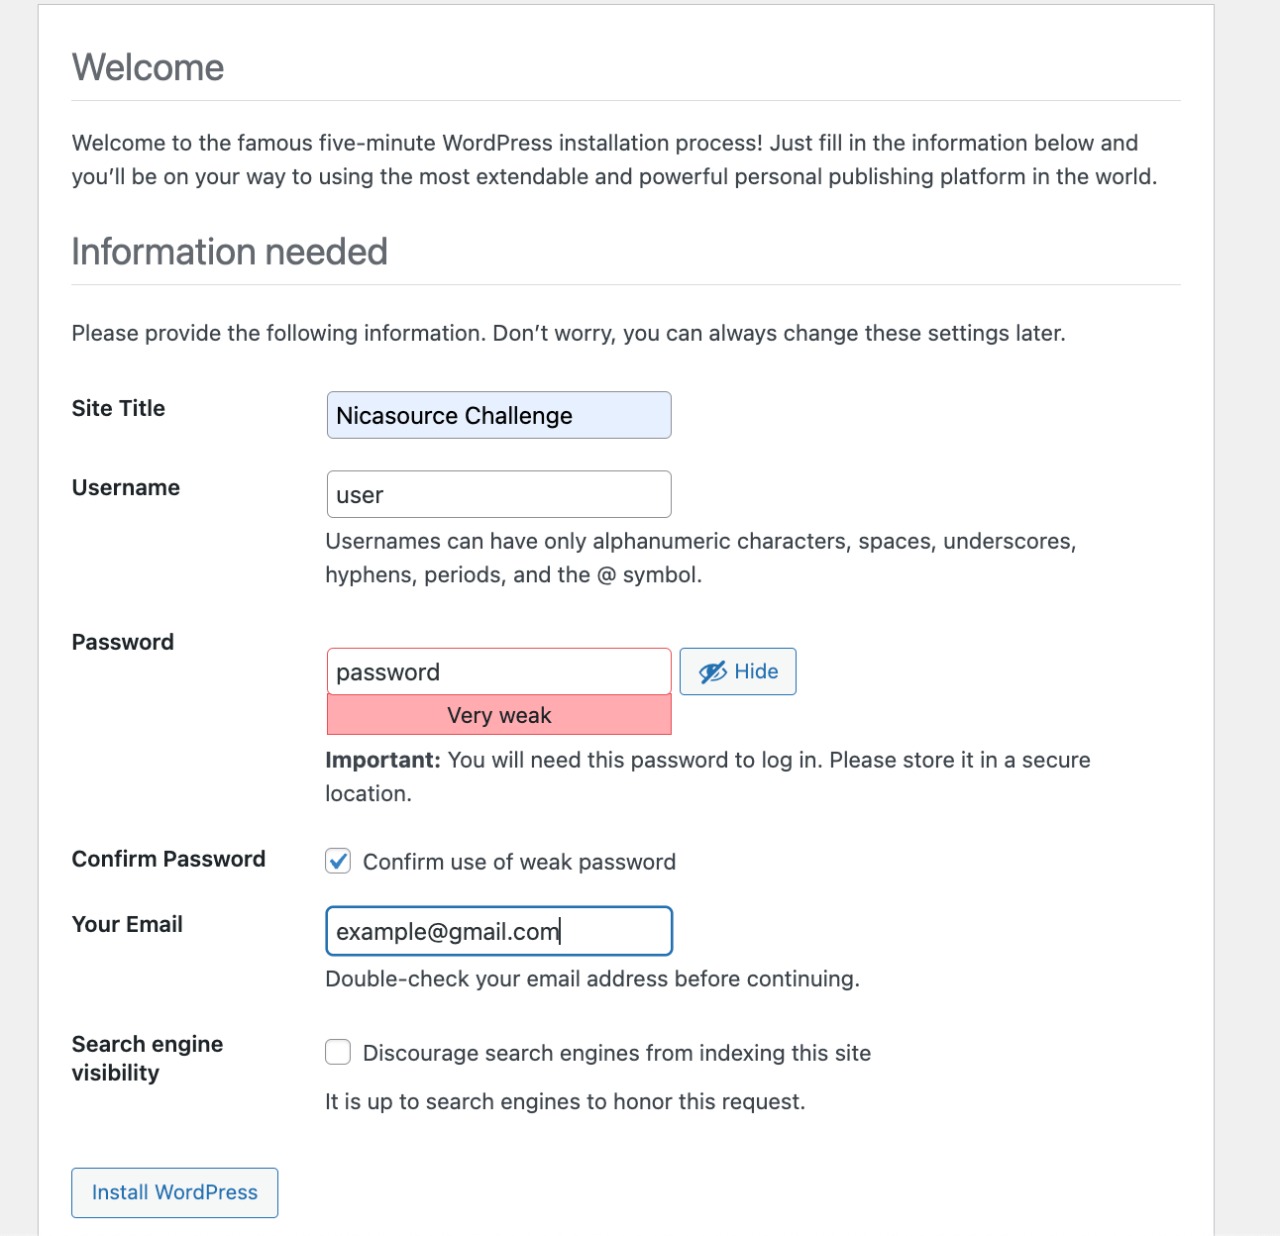 Welcome
Welcome to the famous five-minute WordPress installation process! Just fill in the information below and
you’ll be on your way to using the most extendable and powerful personal publishing platform in the world.
Information needed
Please provide the following information. Don’t worry, you can always change these settings later.
Site Title
Nicasource Challenge
Username
user
Usernames can have only alphanumeric characters, spaces, underscores,
hyphens, periods, and the @ symbol.
Password
password
Hide
Very weak
Important: You will need this password to log in. Please store it in a secure
location.
Confirm Password
Confirm use of weak password
Your Email
example@gmail.com
Double-check your email address before continuing.
Search engine
visibility
Discourage search engines from indexing this site
It is up to search engines to honor this request.
Install WordPress